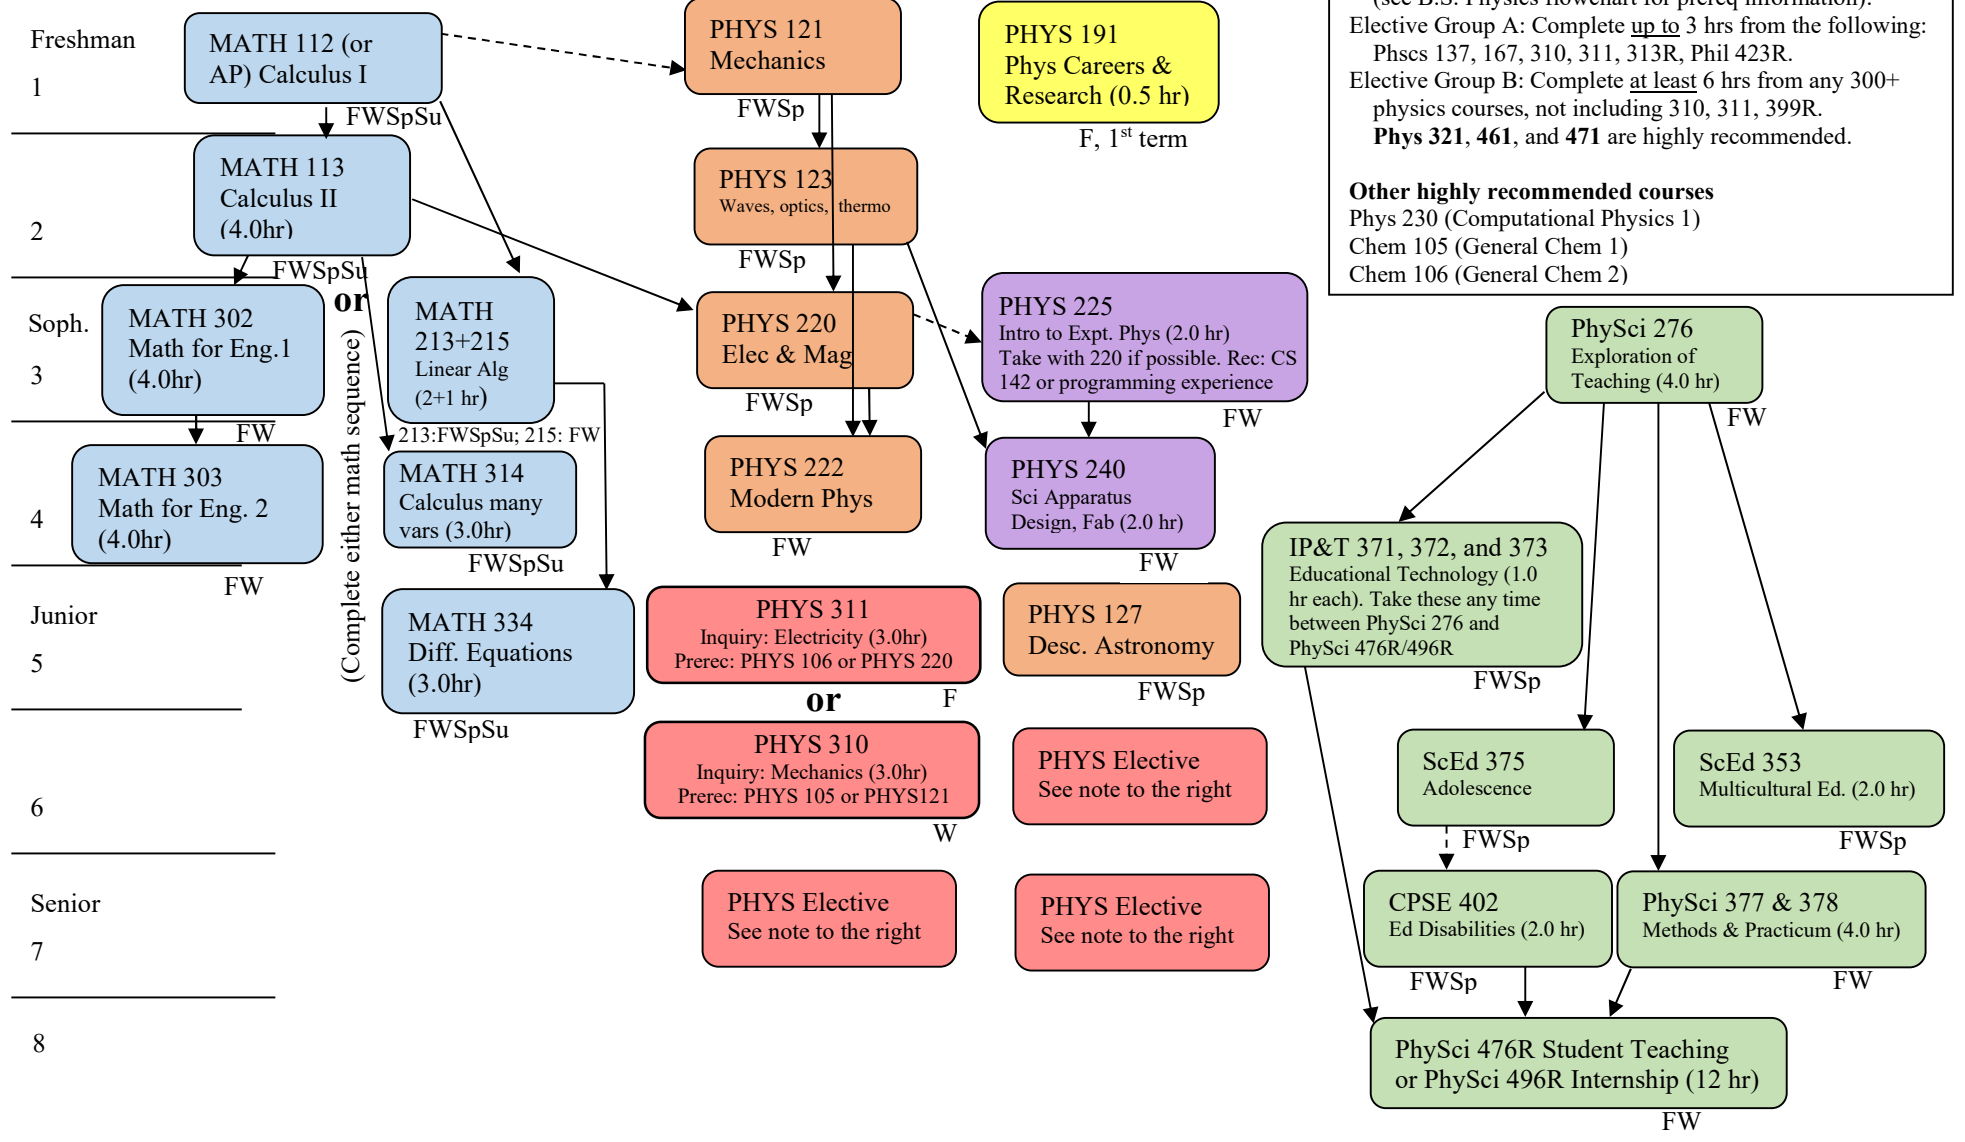 Freshman
1
MATH 112 (or
AP) Calculus I
FWSpSu
PHYS 121
Mechanics
FWSp
PHYS 191
Phys Careers &
Research (0.5 hr)
F, 1st term
(see B.S. Physics flowchart for prereq information).
Elective Group A: Complete up to 3 hrs from the following:
Phscs 137, 167, 310, 311, 313R, Phil 423R.
Elective Group B: Complete at least 6 hrs from any 300+
physics courses, not including 310, 311, 399R.
Phys 321, 461, and 471 are highly recommended.
Other highly recommended courses
Phys 230 (Computational Physics 1)
Chem 105 (General Chem 1)
Chem 106 (General Chem 2)
2
MATH 113
Calculus II
(4.0hr)
FWSpSu
PHYS 123
Waves, optics, thermo
FWSp
Soph.
3
MATH 302
Math for Eng.1
(4.0hr)
FW
or
(Complete either math sequence)
MATH
213+215
Linear Alg
(2+1 hr)
213:FWSpSu; 215: FW
PHYS 220
Elec & Mag
FWSp
PHYS 225
Intro to Expt. Phys (2.0 hr)
Take with 220 if possible. Rec: CS
142 or programming experience
FW
PhySci 276
Exploration of
Teaching (4.0 hr)
FW
4
MATH 303
Math for Eng. 2
(4.0hr)
FW
MATH 314
Calculus many
vars (3.0hr)
FWSpSu
PHYS 222
Modern Phys
FW
PHYS 240
Sci Apparatus
Design, Fab (2.0 hr)
FW
IP&T 371, 372, and 373
Educational Technology (1.0
hr each). Take these any time
between PhySci 276 and
PhySci 476R/496R
FWSp
Junior
5
MATH 334
Diff. Equations
(3.0hr)
FWSpSu
PHYS 311
Inquiry: Electricity (3.0hr)
Prerec: PHYS 106 or PHYS 220
F
or
PHYS 127
Desc. Astronomy
FWSp
6
PHYS 310
Inquiry: Mechanics (3.0hr)
Prerec: PHYS 105 or PHYS121
W
PHYS Elective
See note to the right
ScEd 375
Adolescence
FWSp
ScEd 353
Multicultural Ed. (2.0 hr)
FWSp
Senior
7
PHYS Elective
See note to the right
PHYS Elective
See note to the right
CPSE 402
Ed Disabilities (2.0 hr)
FWSp
PhySci 377 & 378
Methods & Practicum (4.0 hr)
FW
8
PhySci 476R Student Teaching
or PhySci 496R Internship (12 hr)
FW